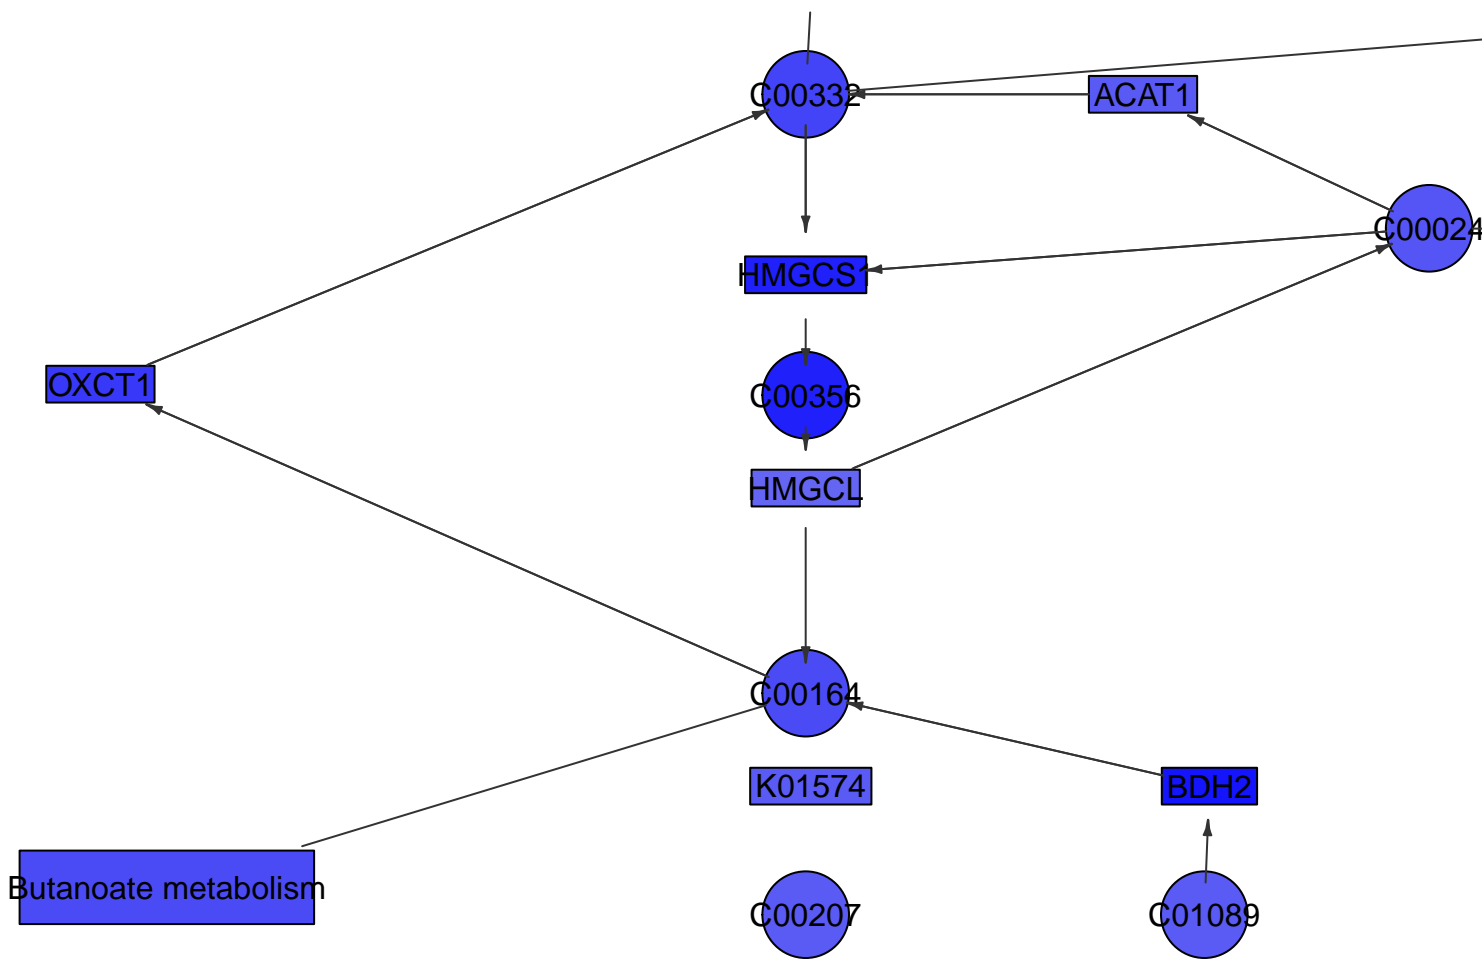 C00332
ACAT1
C00024
HMGCS1
OXCT1
C00356
HMGCL
C00164
K01574
BDH2
Butanoate metabolism
C00207
C01089